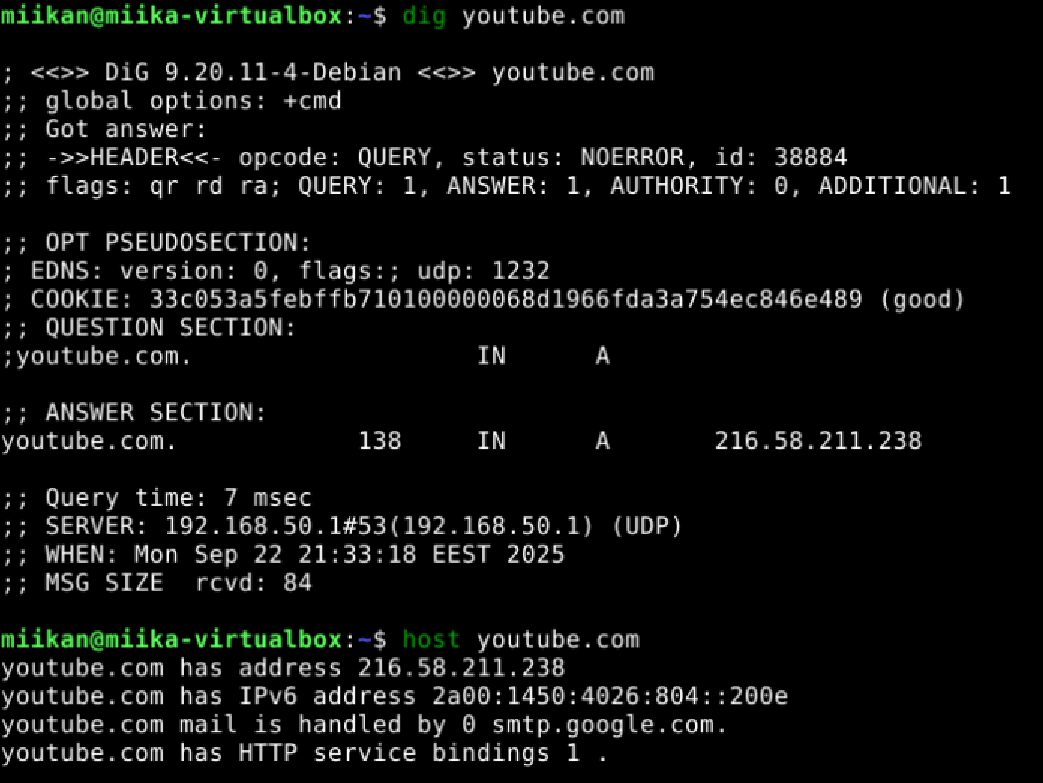 miikan@miika-virtualbox:~$ dig youtube.com
; <<>> DiG 9.20.11-4-Debian <<>> youtube.com
;; global options: +cmd
;; Got answer:
;; ->>HEADER<<- opcode: QUERY, status: NOERROR, id: 38884
;; flags: qr rd ra; QUERY: 1, ANSWER: 1, AUTHORITY: 0, ADDITIONAL: 1
;; OPT PSEUDOSECTION:
; EDNS: version: 0, flags:; udp: 1232
; COOKIE: 33c053a5febffb710100000068d1966fda3a754ec846e489 (good)
;; QUESTION SECTION:
;youtube.com. IN A
;; ANSWER SECTION:
youtube.com. 138 IN A 216.58.211.238
;; Query time: 7 msec
;; SERVER: 192.168.50.1#53(192.168.50.1) (UDP)
;; WHEN: Mon Sep 22 21:33:18 EEST 2025
;; MSG SIZE  rcvd: 84
miikan@miika-virtualbox:~$ host youtube.com
youtube.com has address 216.58.211.238
youtube.com has IPv6 address 2a00:1450:4026:804::200e
youtube.com mail is handled by 0 smtp.google.com.
youtube.com has HTTP service bindings 1 .